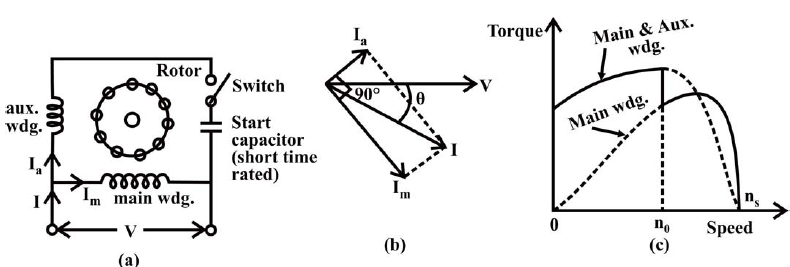 Rotor
Switch
aux.
wdg.
Start
capacitor
(short time
rated)
Iₐ
I
Iₘ
main wdg.
V
(a)
Iₐ
V
90°
θ
I
Iₘ
(b)
Torque
Main & Aux.
wdg.
Main wdg.
0
n₀
Speed
nₛ
(c)